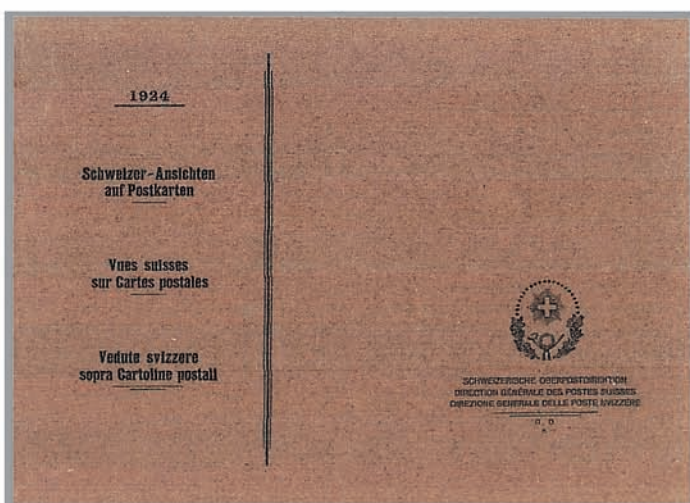 1924
Schweizer-Ansichten
auf Postkarten
Vues suisses
sur Cartes postales
Vedute svizzere
sopra Cartoline postali
SCHWEIZERISCHE OBERPOSTDIREKTION
DIRECTION GÉNÉRALE DES POSTES SUISSES
DIREZIONE GENERALE DELLE POSTE SVIZZERE